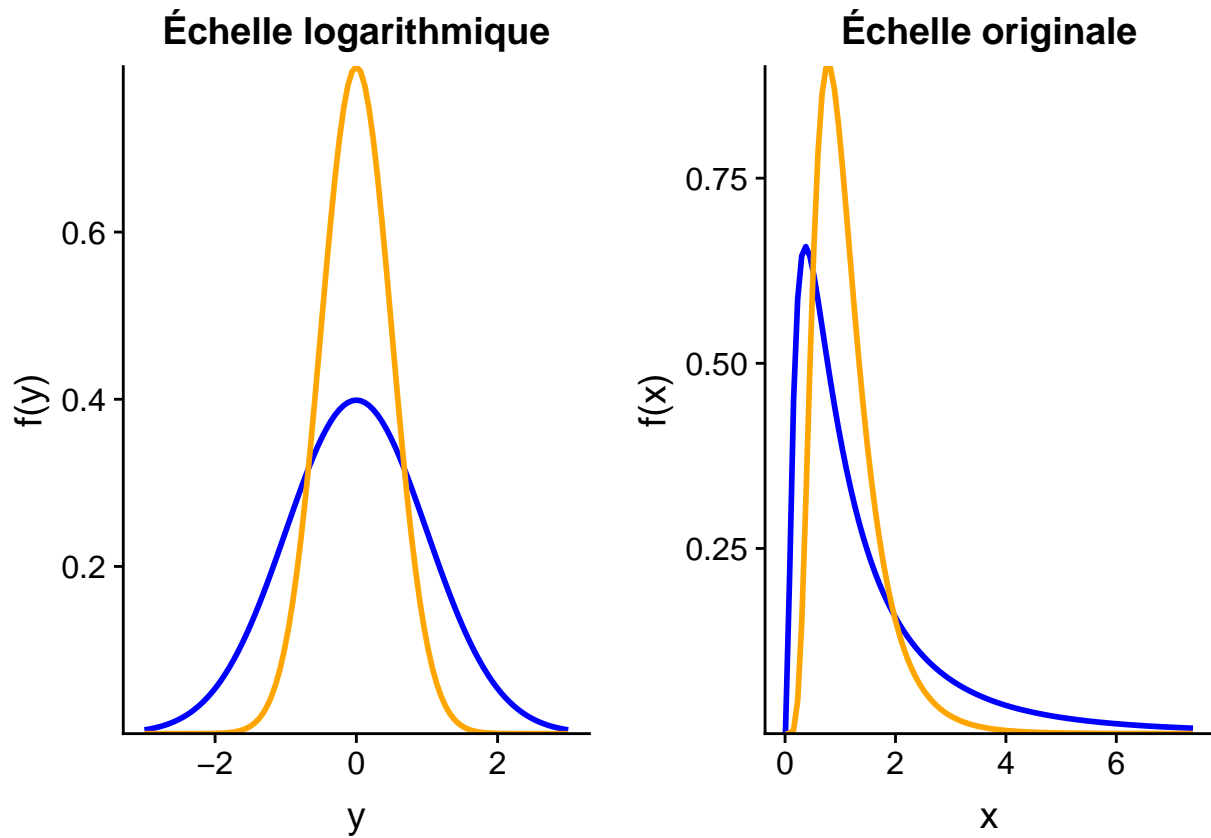 Échelle logarithmique
f(y)
0.6
0.4
0.2
−2 0 2
y
Échelle originale
f(x)
0.75
0.50
0.25
0 2 4 6
x